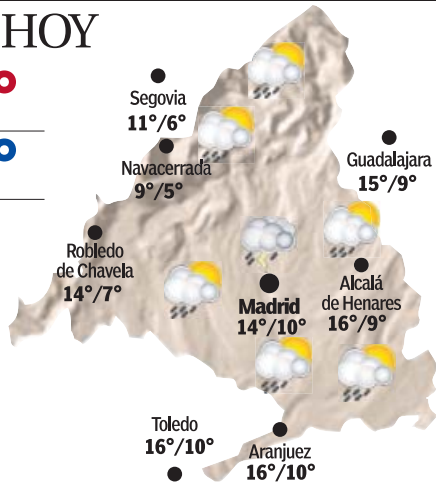 HOY
Segovia
11°/6°
Navacerrada
9°/5°
Guadalajara
15°/9°
Robledo
de Chavela
14°/7°
Madrid
14°/10°
Alcalá
de Henares
16°/9°
Toledo
16°/10°
Aranjuez
16°/10°